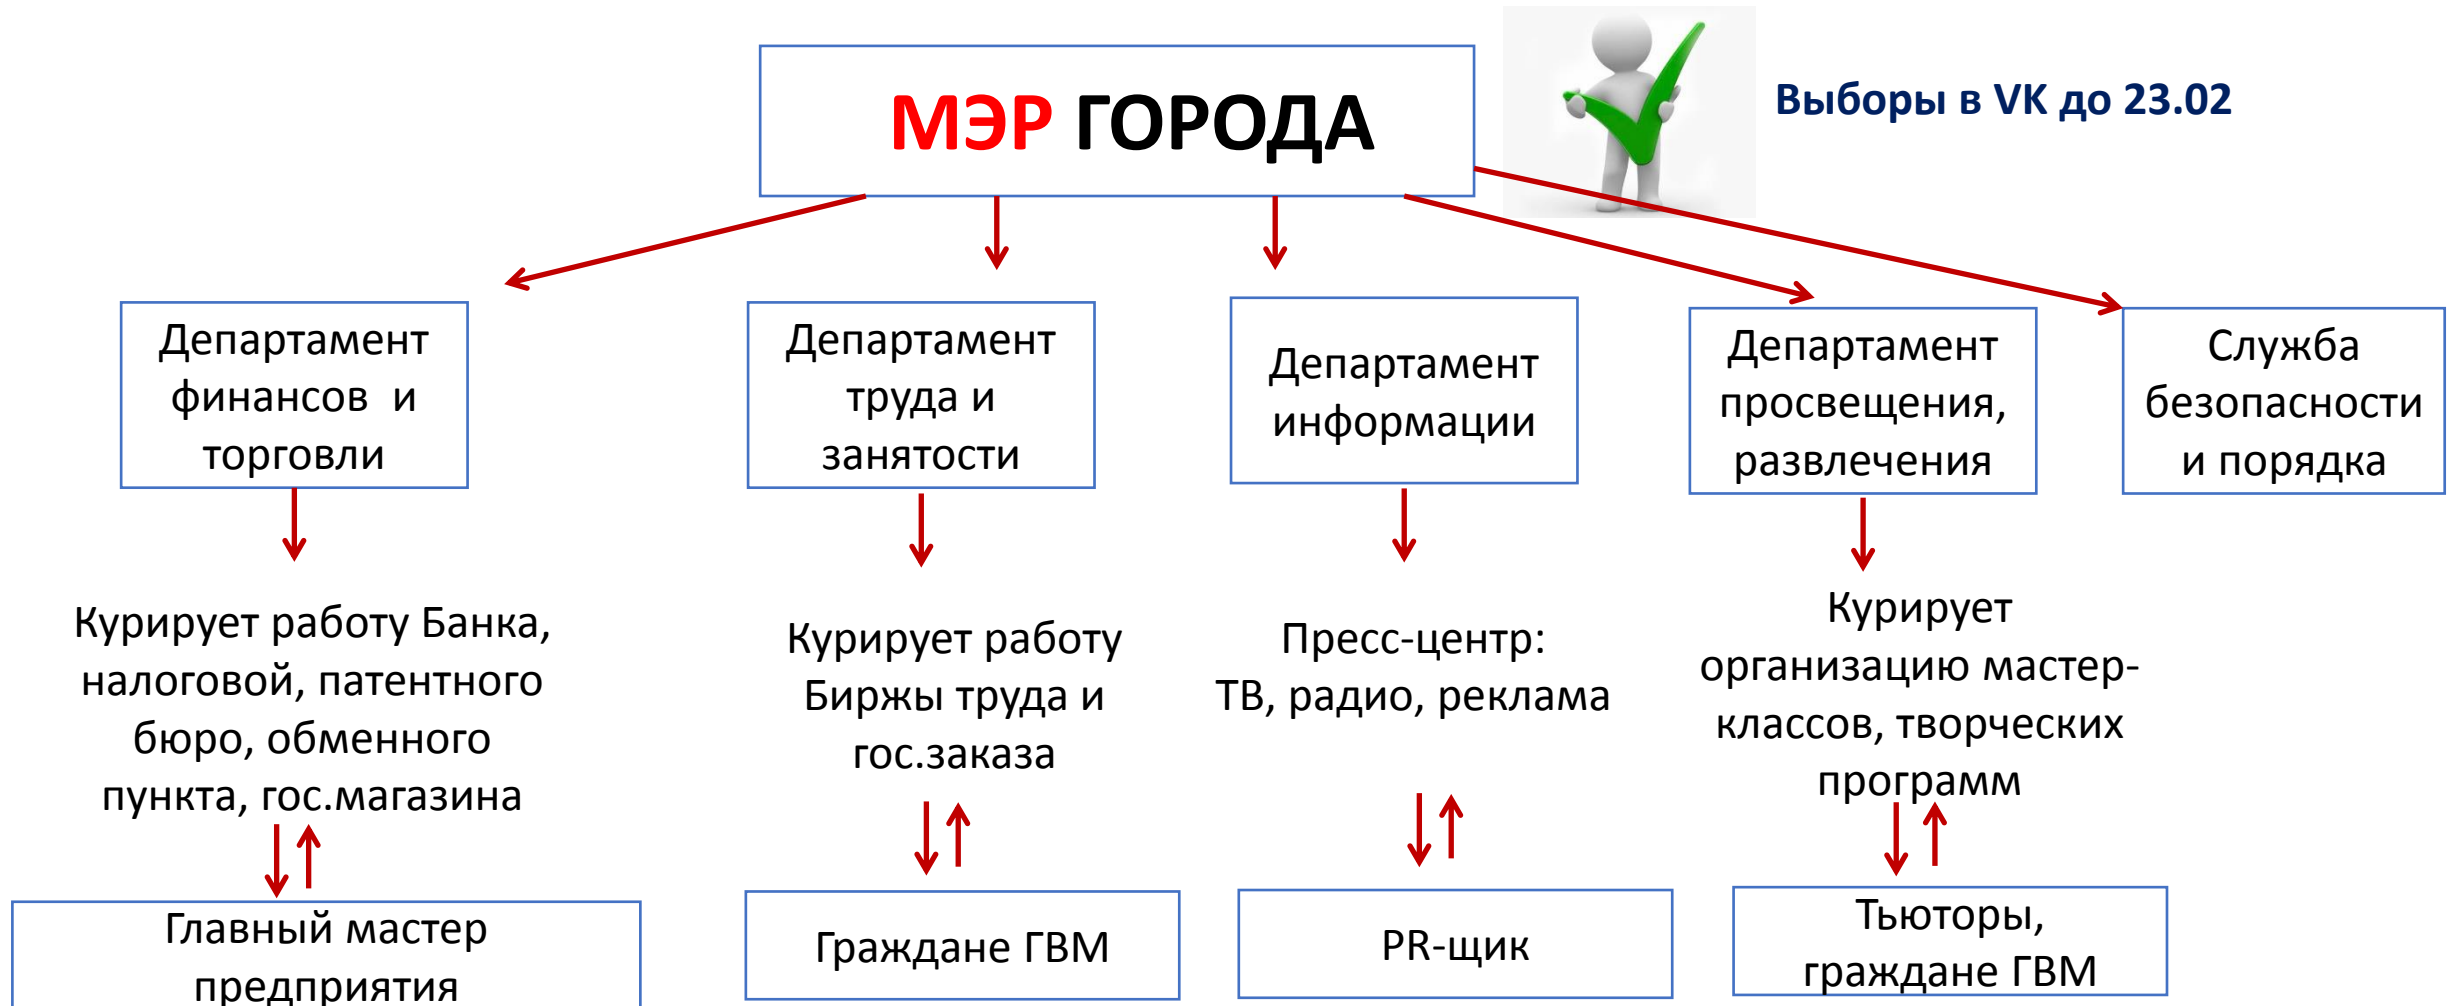 МЭР ГОРОДА
Выборы в VK до 23.02
Департамент
финансов и
торговли
Департамент
труда и
занятости
Департамент
информации
Департамент
просвещения,
развлечения
Служба
безопасности
и порядка
Курирует работу Банка,
налоговой, патентного
бюро, обменного
пункта, гос.магазина
Курирует работу
Биржы труда и
гос.заказа
Пресс-центр:
ТВ, радио, реклама
Курирует
организацию мастер-
классов, творческих
программ
Главный мастер
предприятия
Граждане ГВМ
PR-щик
Тьюторы,
граждане ГВМ